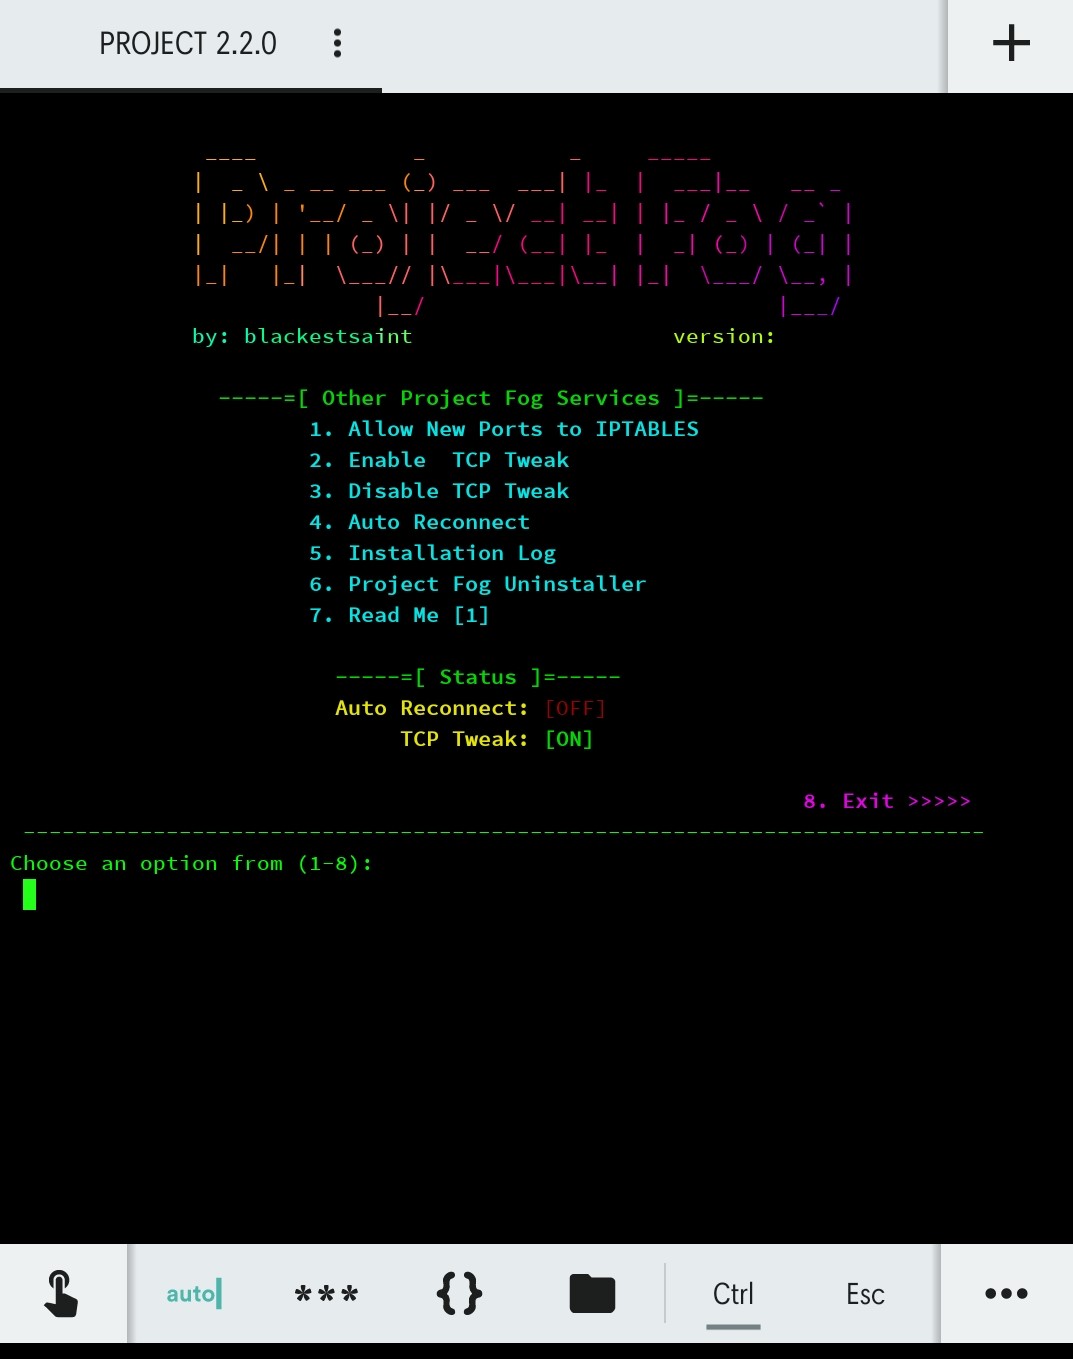 PROJECT 2.2.0
Project Fog
by: blackestsaint version:
-----=[ Other Project Fog Services ]=-----
1. Allow New Ports to IPTABLES
2. Enable  TCP Tweak
3. Disable TCP Tweak
4. Auto Reconnect
5. Installation Log
6. Project Fog Uninstaller
7. Read Me [1]
-----=[ Status ]=-----
Auto Reconnect: [OFF]
TCP Tweak: [ON]
8. Exit >>>>>
Choose an option from (1-8):
auto *** {} Ctrl Esc